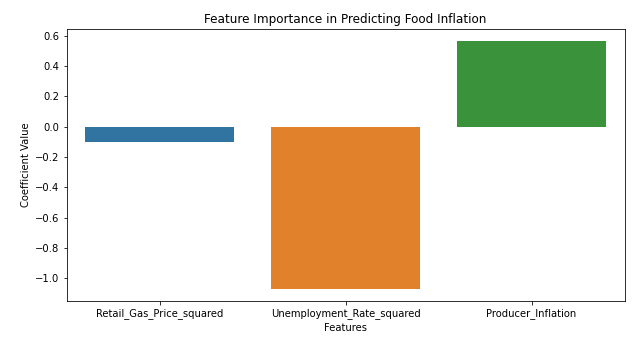 Feature Importance in Predicting Food Inflation
0.6
0.4
0.2
0.0
−0.2
−0.4
−0.6
−0.8
−1.0
Coefficient Value
Retail_Gas_Price_squared Unemployment_Rate_squared Producer_Inflation
Features